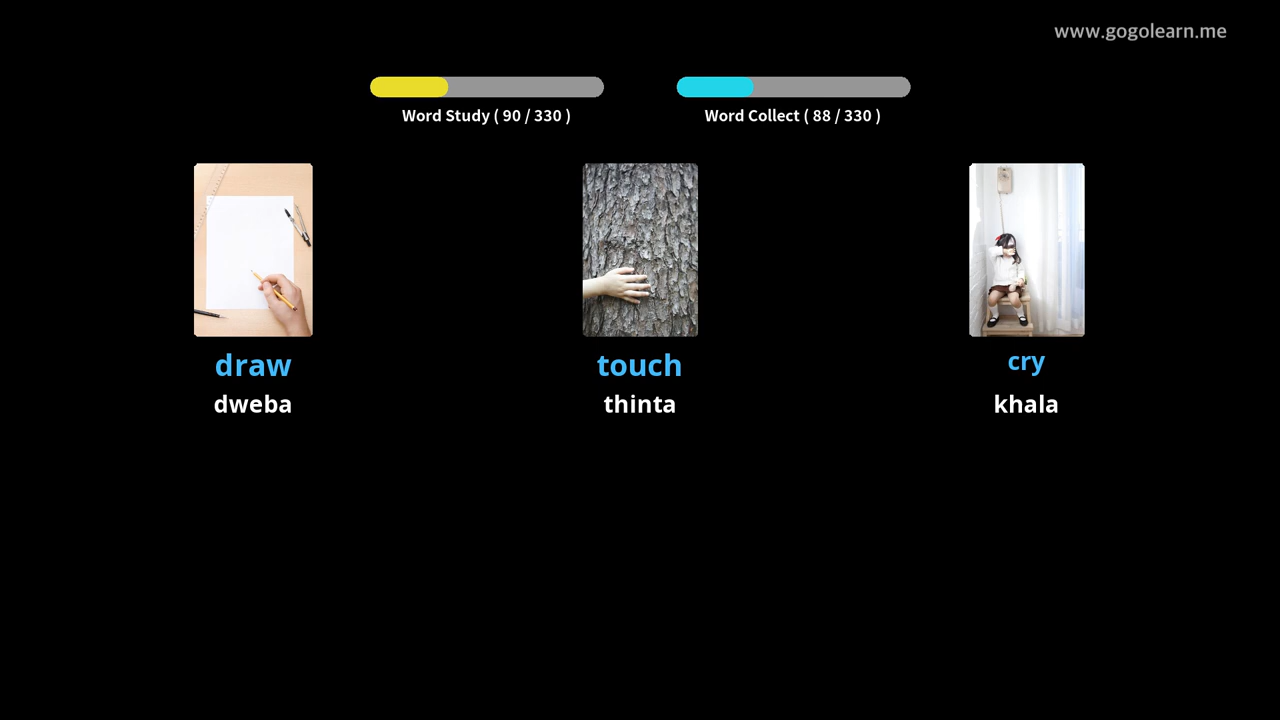 www.gogolearn.me
Word Study ( 90 / 330 )
Word Collect ( 88 / 330 )
draw
touch
cry
dweba
thinta
khala